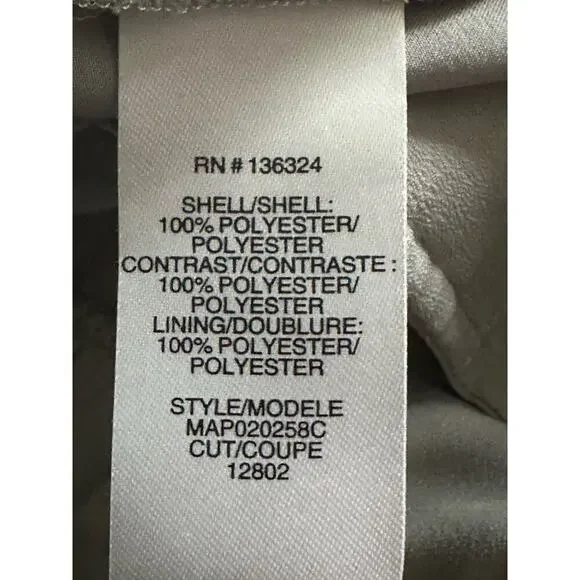 RN # 136324
SHELL/SHELL:
100% POLYESTER/
POLYESTER
CONTRAST/CONTRASTE :
100% POLYESTER/
POLYESTER
LINING/DOUBLURE:
100% POLYESTER/
POLYESTER
STYLE/MODELE
MAP020258C
CUT/COUPE
12802